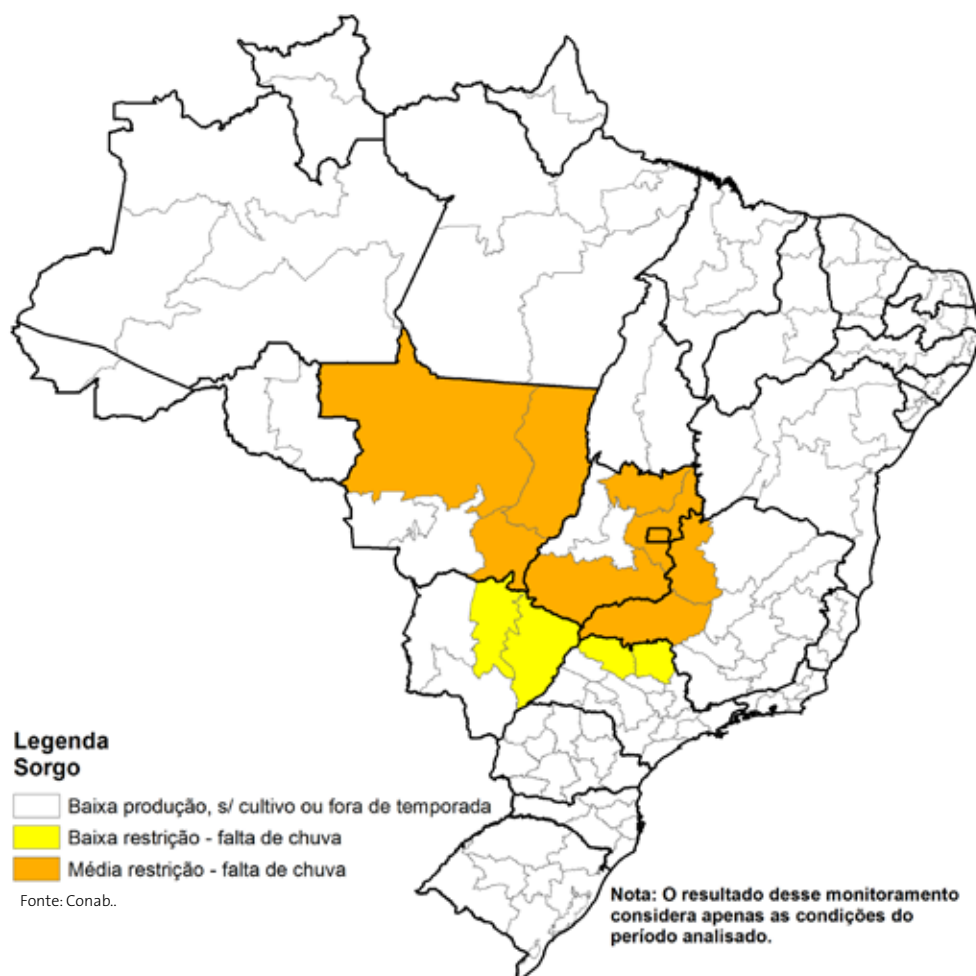 Legenda
Sorgo
Baixa produção, s/ cultivo ou fora de temporada
Baixa restrição - falta de chuva
Média restrição - falta de chuva
Fonte: Conab..
Nota: O resultado desse monitoramento
considera apenas as condições do
período analisado.